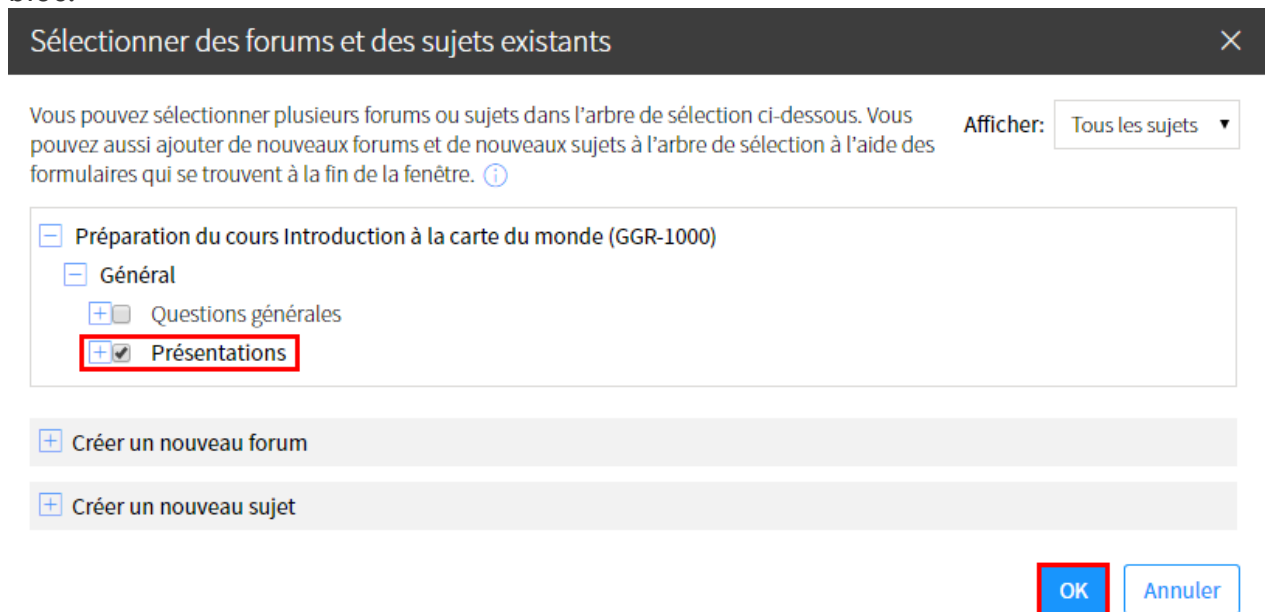 Sélectionner des forums et des sujets existants
Vous pouvez sélectionner plusieurs forums ou sujets dans l'arbre de sélection ci-dessous. Vous
pouvez aussi ajouter de nouveaux forums et de nouveaux sujets à l'arbre de sélection à l'aide des
formulaires qui se trouvent à la fin de la fenêtre.
Afficher: Tous les sujets
Préparation du cours Introduction à la carte du monde (GGR-1000)
Général
Questions générales
Présentations
Créer un nouveau forum
Créer un nouveau sujet
OK Annuler